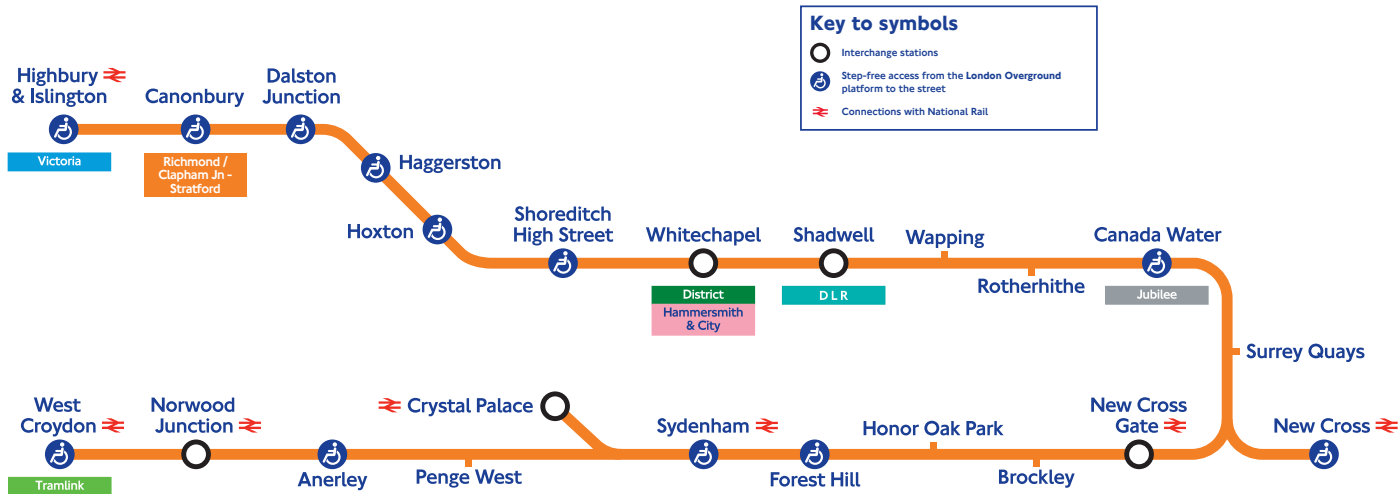 Key to symbols
Interchange stations
Step-free access from the London Overground
platform to the street
Connections with National Rail
Highbury
& Islington
Victoria
Canonbury
Richmond /
Clapham Jn -
Stratford
Dalston
Junction
Haggerston
Hoxton
Shoreditch
High Street
Whitechapel
District
Hammersmith
& City
Shadwell
DLR
Wapping
Rotherhithe
Canada Water
Jubilee
Surrey Quays
New Cross
New Cross
Gate
Brockley
Honor Oak Park
Forest Hill
Sydenham
Crystal Palace
Penge West
Anerley
Norwood
Junction
West
Croydon
Tramlink